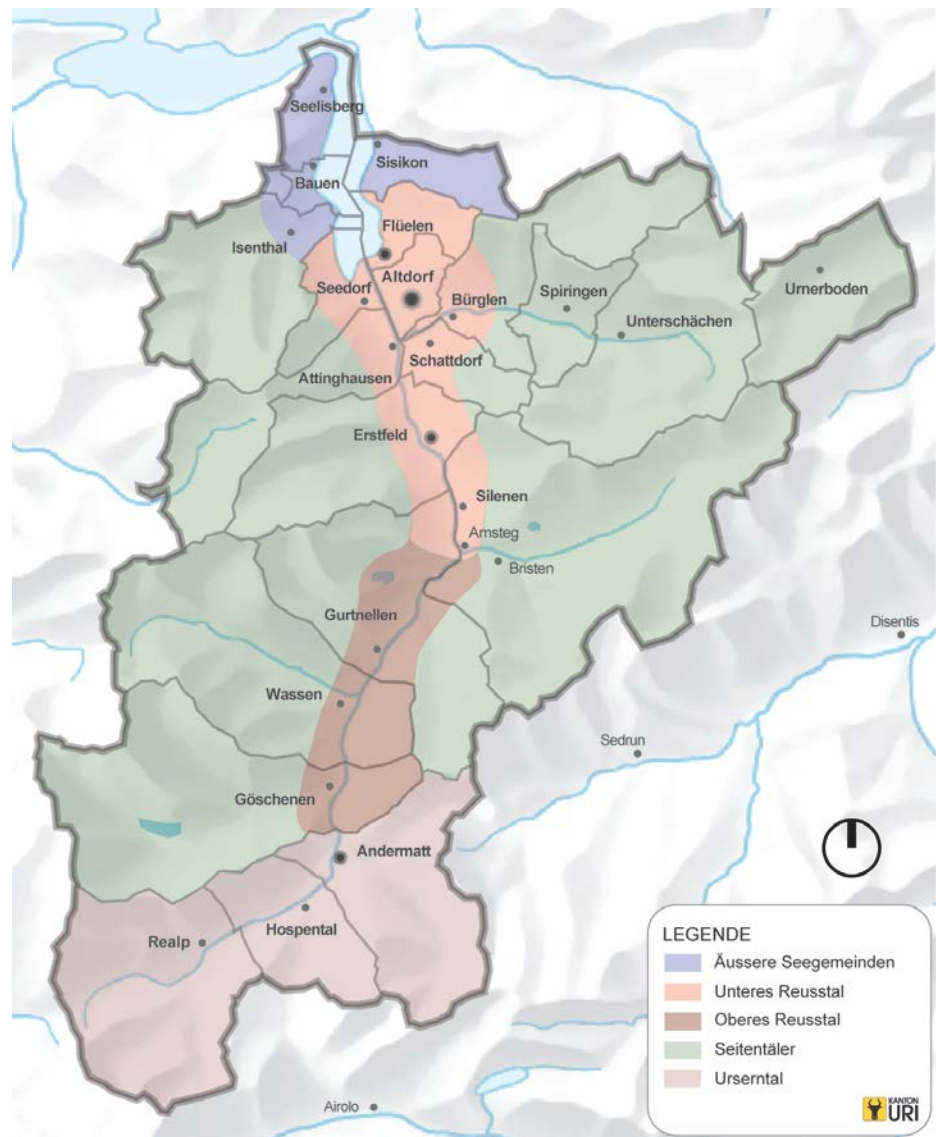 Seelisberg
Sisikon
Bauen
Flüelen
Isenthal
Altdorf
Urnerboden
Seedorf
Spiringen
Bürglen
Unterschächen
Schattdorf
Attinghausen
Erstfeld
Silenen
Amsteg
Bristen
Gurtnellen
Disentis
Wassen
Sedrun
Göschenen
Andermatt
Hospental
Realp
LEGENDE
Äussere Seegemeinden
Unteres Reusstal
Oberes Reusstal
Seitentäler
Urserntal
Airolo
KANTON
URI